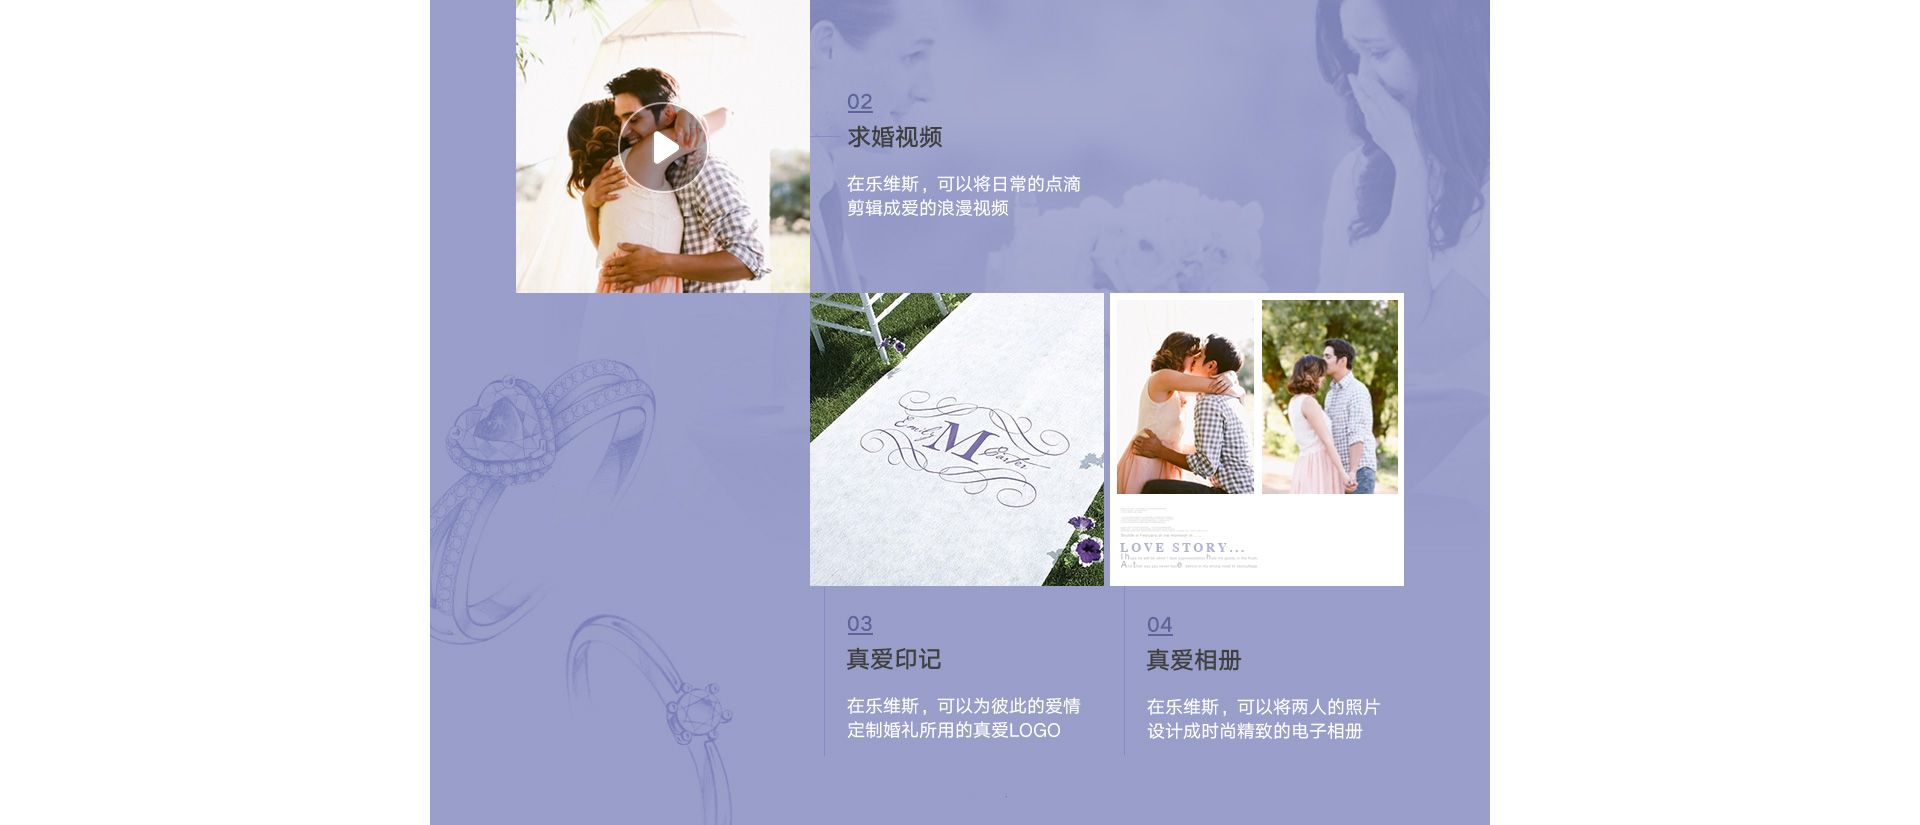 02
求婚视频
在乐维斯，可以将日常的点滴
剪辑成爱的浪漫视频
Emily
M
Carter
LOVE STORY...
03
真爱印记
在乐维斯，可以为彼此的爱情
定制婚礼所用的真爱LOGO
04
真爱相册
在乐维斯，可以将两人的照片
设计成时尚精致的电子相册